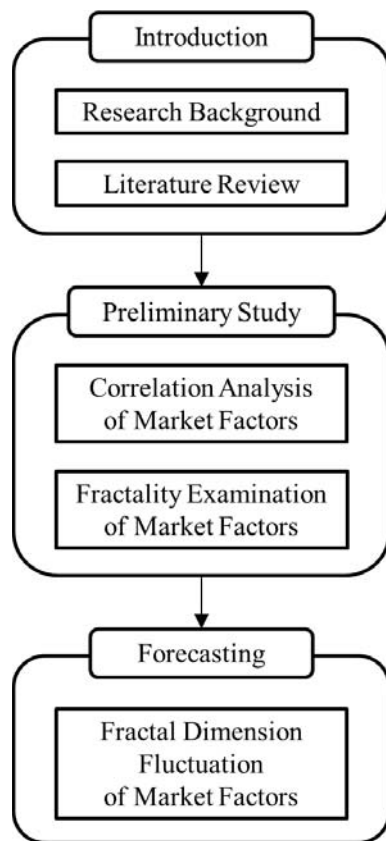 Introduction
Research Background
Literature Review
Preliminary Study
Correlation Analysis
of Market Factors
Fractality Examination
of Market Factors
Forecasting
Fractal Dimension
Fluctuation
of Market Factors